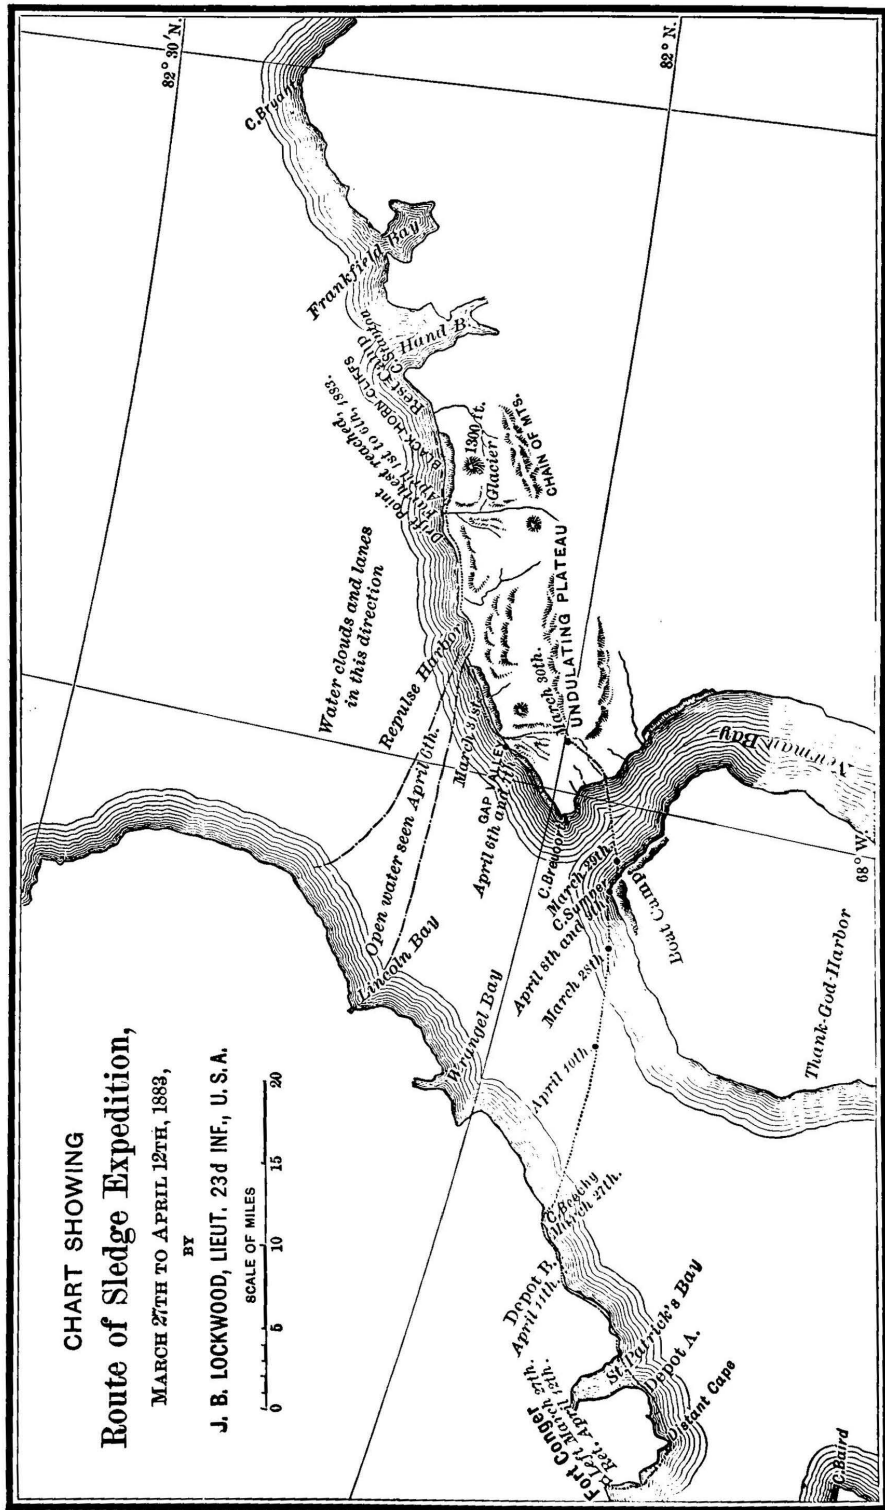 CHART SHOWING
Route of Sledge Expedition,
MARCH 27TH TO APRIL 12TH, 1883,
BY
J. B. LOCKWOOD, LIEUT. 23d INF., U.S.A.
SCALE OF MILES
0 5 10 15 20
82° 30′ N.
82° N.
68° W.
C. Bryant
Frankfield Bay
Hand B.
C. Stanton
Rest Camp
BLACK HORN CLIFFS
Farthest reached,
April 1st to 6th, 1883.
Drift Point
1300 ft.
Glacier
CHAIN OF MTS.
Water clouds and lanes
in this direction
Repulse Harbor
March 31st.
March 30th.
UNDULATING PLATEAU
GAP VALLEY
April 6th and 7th.
Open water seen April 6th.
Lincoln Bay
Wrangel Bay
C. Brevoort
Newman Bay
March 29th.
C. Sumner
April 8th and 9th.
Boat Camp
March 28th.
April 10th.
Thank-God-Harbor
C. Beechy
March 27th.
Depot B.
April 11th.
St. Patrick's Bay
Depot A.
Distant Cape
Fort Conger
Left March 27th.
Ret. April 12th.
C. Baird